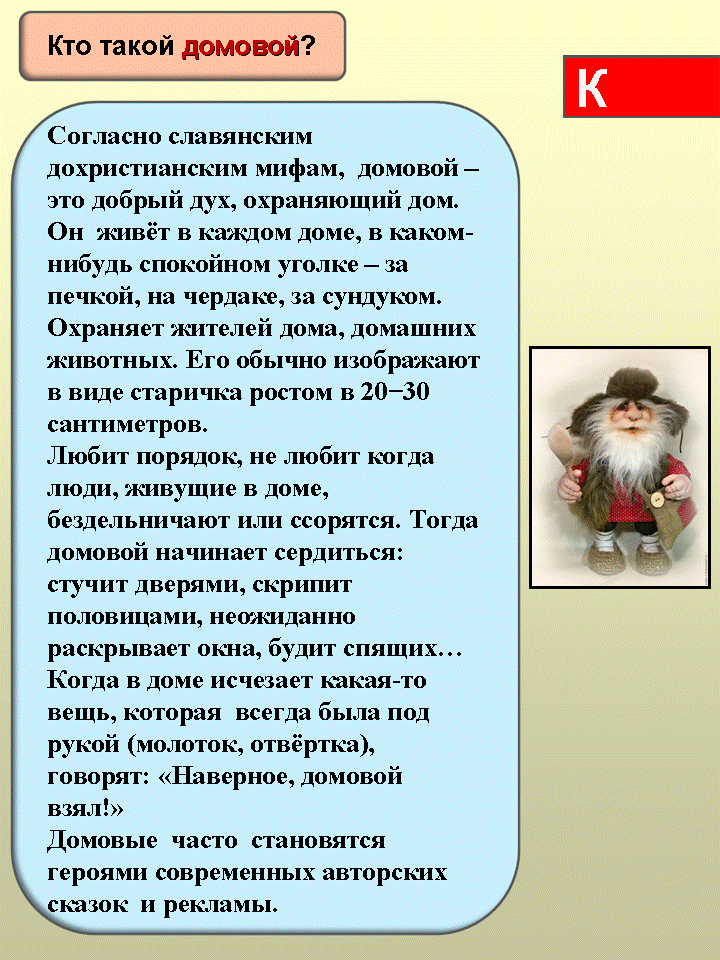 Кто такой домовой?
К
Согласно славянским
дохристианским мифам, домовой –
это добрый дух, охраняющий дом.
Он живёт в каждом доме, в каком-
нибудь спокойном уголке – за
печкой, на чердаке, за сундуком.
Охраняет жителей дома, домашних
животных. Его обычно изображают
в виде старичка ростом в 20–30
сантиметров.
Любит порядок, не любит когда
люди, живущие в доме,
бездельничают или ссорятся. Тогда
домовой начинает сердиться:
стучит дверями, скрипит
половицами, неожиданно
раскрывает окна, будит спящих…
Когда в доме исчезает какая-то
вещь, которая всегда была под
рукой (молоток, отвёртка),
говорят: «Наверное, домовой
взял!»
Домовые часто становятся
героями современных авторских
сказок и рекламы.